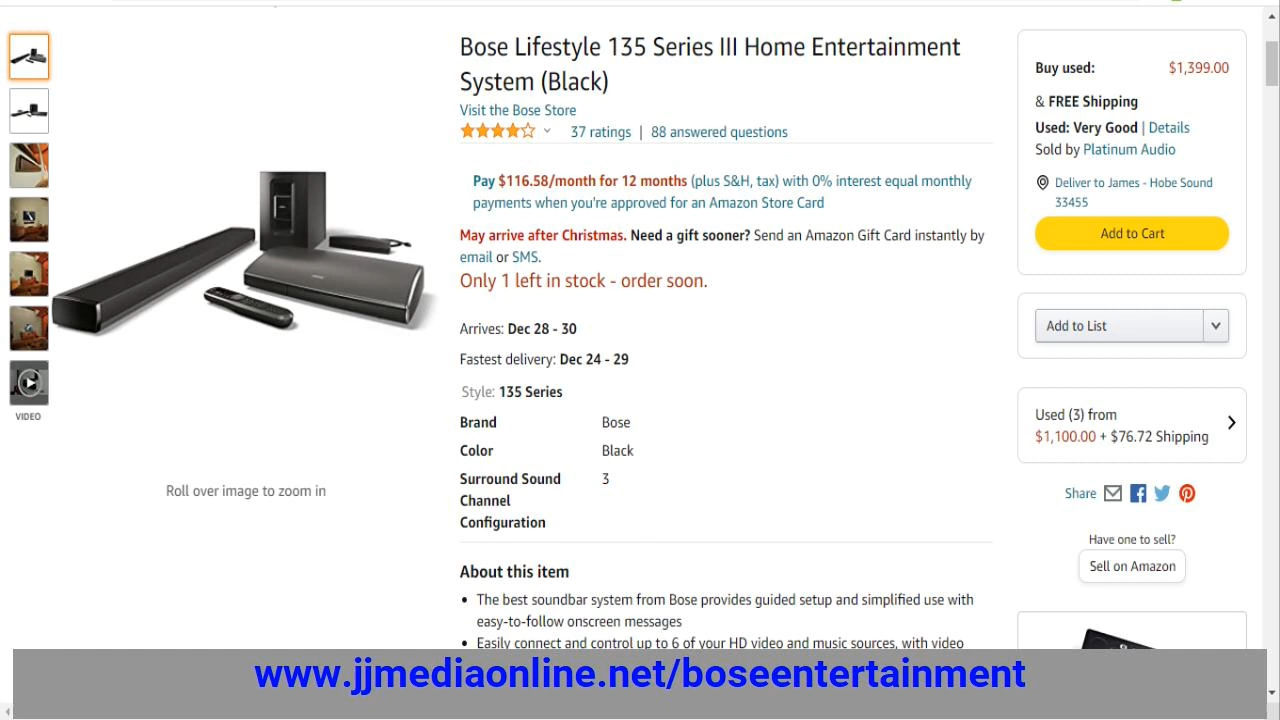 VIDEO
Roll over image to zoom in
Bose Lifestyle 135 Series III Home Entertainment
System (Black)
Visit the Bose Store
37 ratings | 88 answered questions
Pay $116.58/month for 12 months (plus S&H, tax) with 0% interest equal monthly
payments when you're approved for an Amazon Store Card
May arrive after Christmas. Need a gift sooner? Send an Amazon Gift Card instantly by
email or SMS.
Only 1 left in stock - order soon.
Arrives: Dec 28 - 30
Fastest delivery: Dec 24 - 29
Style: 135 Series
Brand Bose
Color Black
Surround Sound 3
Channel
Configuration
About this item
• The best soundbar system from Bose provides guided setup and simplified use with
easy-to-follow onscreen messages
• Easily connect and control up to 6 of your HD video and music sources, with video
Buy used: $1,399.00
& FREE Shipping
Used: Very Good | Details
Sold by Platinum Audio
Deliver to James - Hobe Sound
33455
Add to Cart
Add to List
Used (3) from
$1,100.00 + $76.72 Shipping
Share
Have one to sell?
Sell on Amazon
www.jjmediaonline.net/boseentertainment